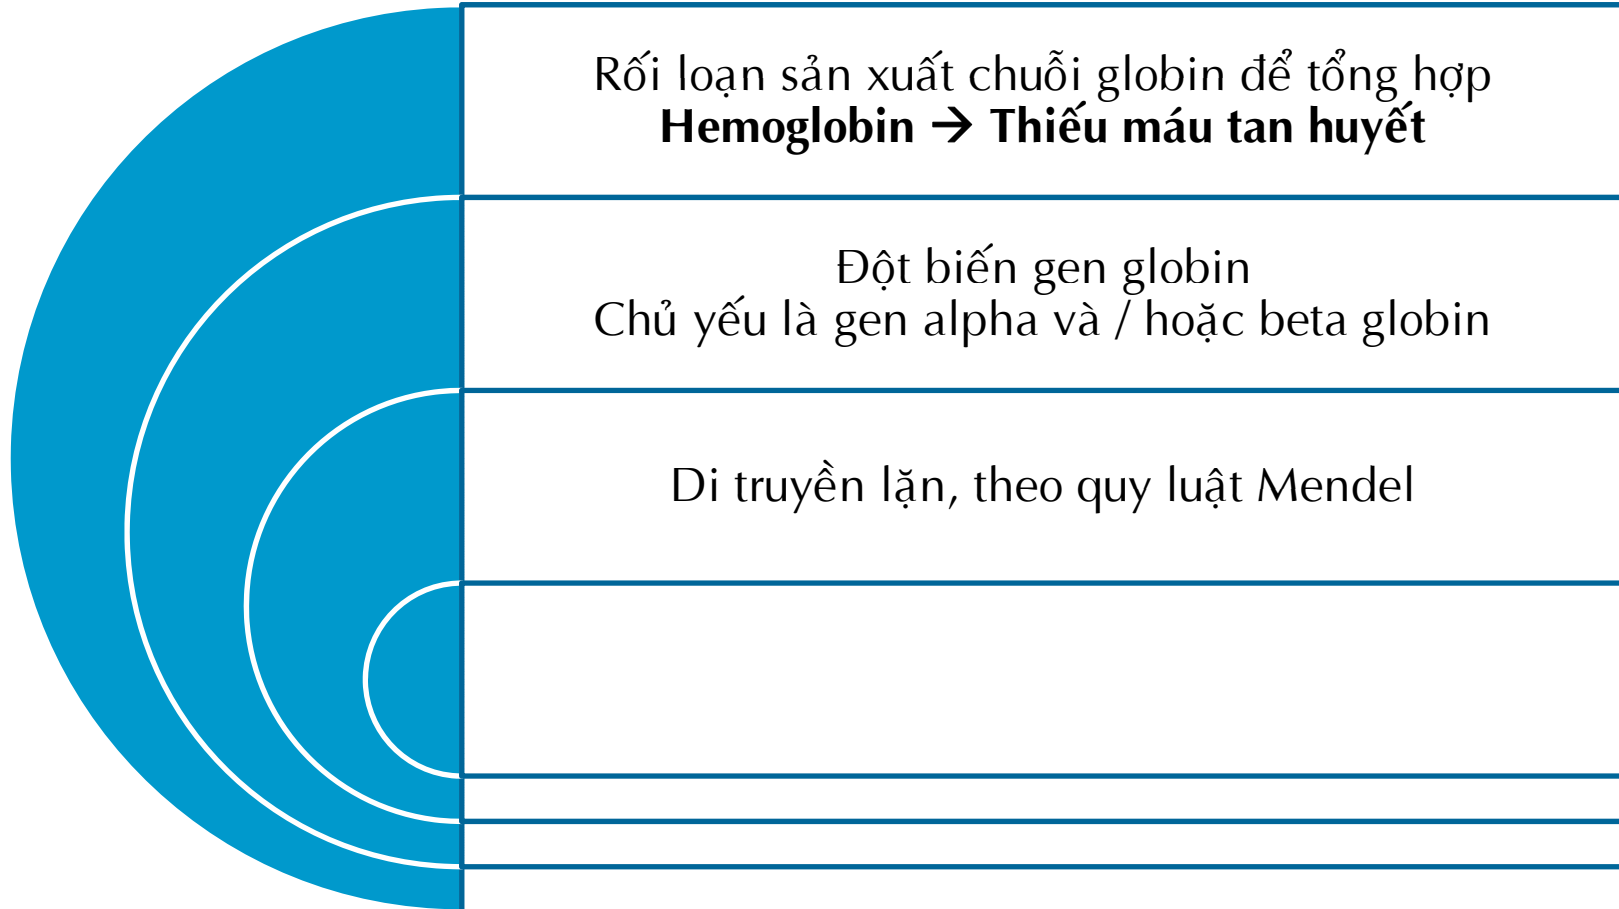 Rối loạn sản xuất chuỗi globin để tổng hợp
Hemoglobin → Thiếu máu tan huyết
Đột biến gen globin
Chủ yếu là gen alpha và / hoặc beta globin
Di truyền lặn, theo quy luật Mendel